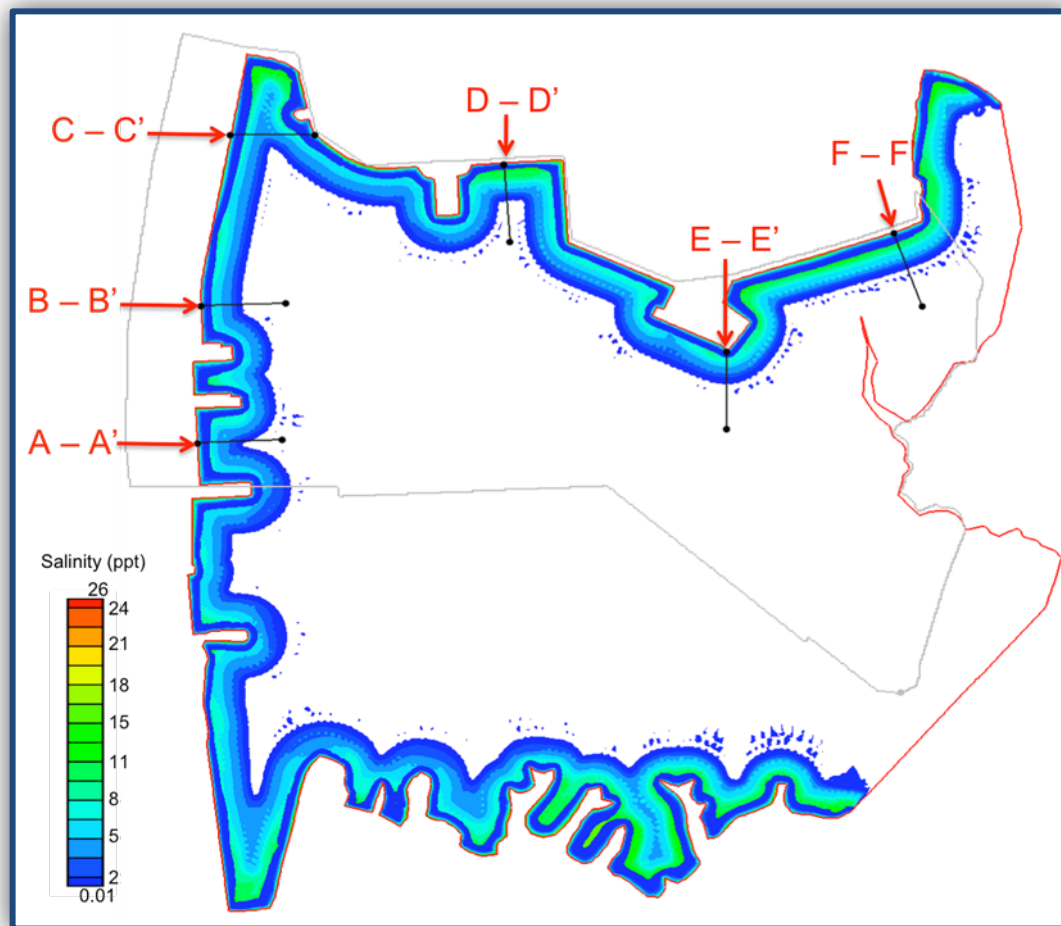 D – D’
C – C’
F – F
E – E’
B – B’
A – A’
Salinity (ppt)
26
24
21
18
15
11
8
5
2
0.01